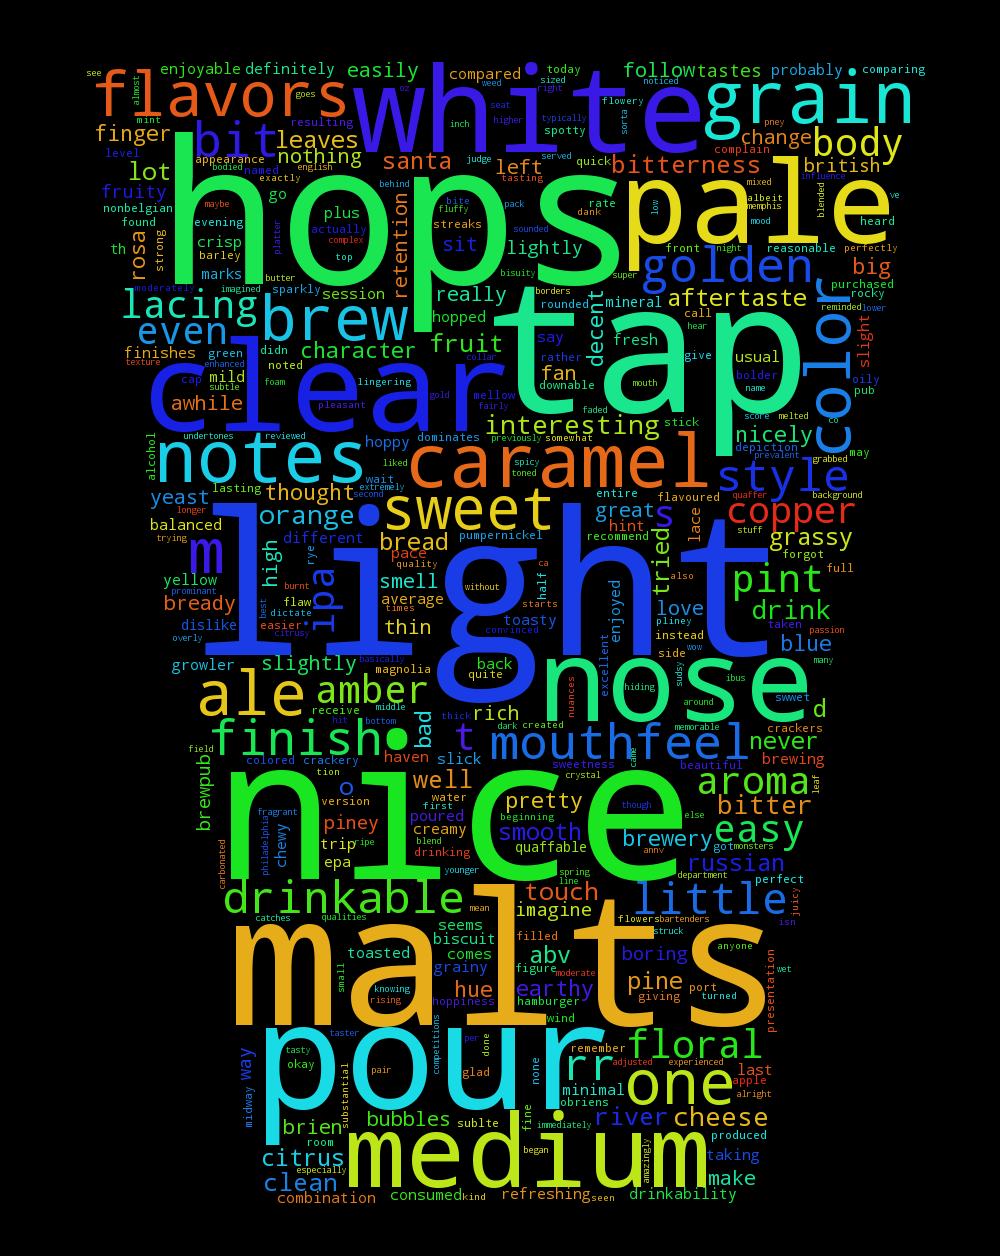 see enjoyable definitely easily compared today follow tastes probably comparing
flavors white grain
almost goes weed oz right sized flowery
mint resulting seat higher typically sorta pney
finger bit leaves inch spotty change body
level appearance nothing santa judge served quick complain
lot named english left tasting bitterness british
fruity bodied exactly behind pack dank rate mixed influence
hops pale
nonbelgian maybe go bite fluffy low albeit blended ve
found evening plus streaks sounded memphis heard
th crisp platter actually sit slightly front mood reasonable perfectly
rosa strong barley complex retention night
marks butter top bisuity super big
moderately imagined sparkly session really borders golden purchased
lacing hopped rounded mineral aftertaste rocky
brew tap call reminded lower
even character fruit say decent fresh hear color slight
finishes green didn collar rather give usual
texture enhanced noted fan
clear
cap mild foam lingering mellow downable mouth bolder oily
subtle pleasant gold fairly name pub
awhile faded score melted
interesting stick co
undertones reviewed hoppy dominates previously somewhat nicely may
notes caramel
alcohol liked spicy depiction prevalent grabbed
lasting wait toned style
yeast longer thought extremely second sweet entire flavoured quaffer background
orange great s lace copper
balanced trying different bread pumpernickel recommend hint stuff grassy
m high rye pace quality ca tried forgot
light
yellow prominant burnt ipa smell without half also full
bready best flaw average starts toasty enjoyed pint
dictate times love drink
dislike easier citrusy thin convinced pliney taken passion
overly instead blue
growler slightly basically back side wow many
magnolia quite excellent sudsy
ale amber nose
receive middle rich nuances hiding ibus swwet d
hit bottom bad thick dark created around crackers
finish t mouthfeel memorable never
field colored crackery haven slick sweetness came beautiful brewing
brewpub tion crystal aroma leaf
nice
o well pretty though
version water bitter
fragrant first beginning else
chewy piney poured creamy smooth brewery easy
philadelphia trip blend quaffable got monsters
carbonated ripe drinking annv
epa younger spring line russian
department perfect
drinkable touch little juicy
catches qualities mean imagine flowers bartenders isn
malts
seems filled struck
biscuit anyone
toasted comes abv boring
small grainy figure moderate wet
knowing earthy pine presentation
rising hue hoppiness hamburger giving port turned
pour
taster competitions per done wind
tasty remember floral
okay pair none rr adjusted experienced last
midway way substantial glad minimal one apple
obriens alright
brien bubbles sublte fine river cheese
room immediately produced
medium
citrus began amazingly taking
especially
clean make
combination consumed kind refreshing seen drinkability